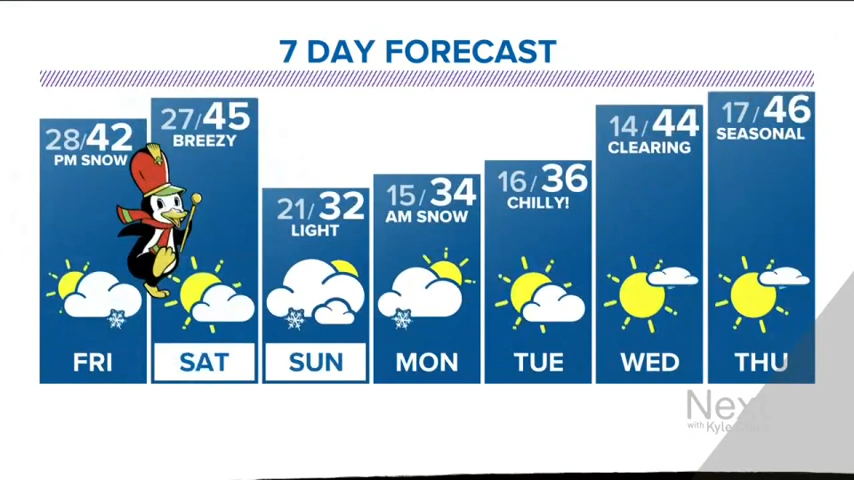 7 DAY FORECAST
28/42
PM SNOW
FRI
27/45
BREEZY
SAT
21/32
LIGHT
SUN
15/34
AM SNOW
MON
16/36
CHILLY!
TUE
14/44
CLEARING
WED
17/46
SEASONAL
THU
Next
with Kyle